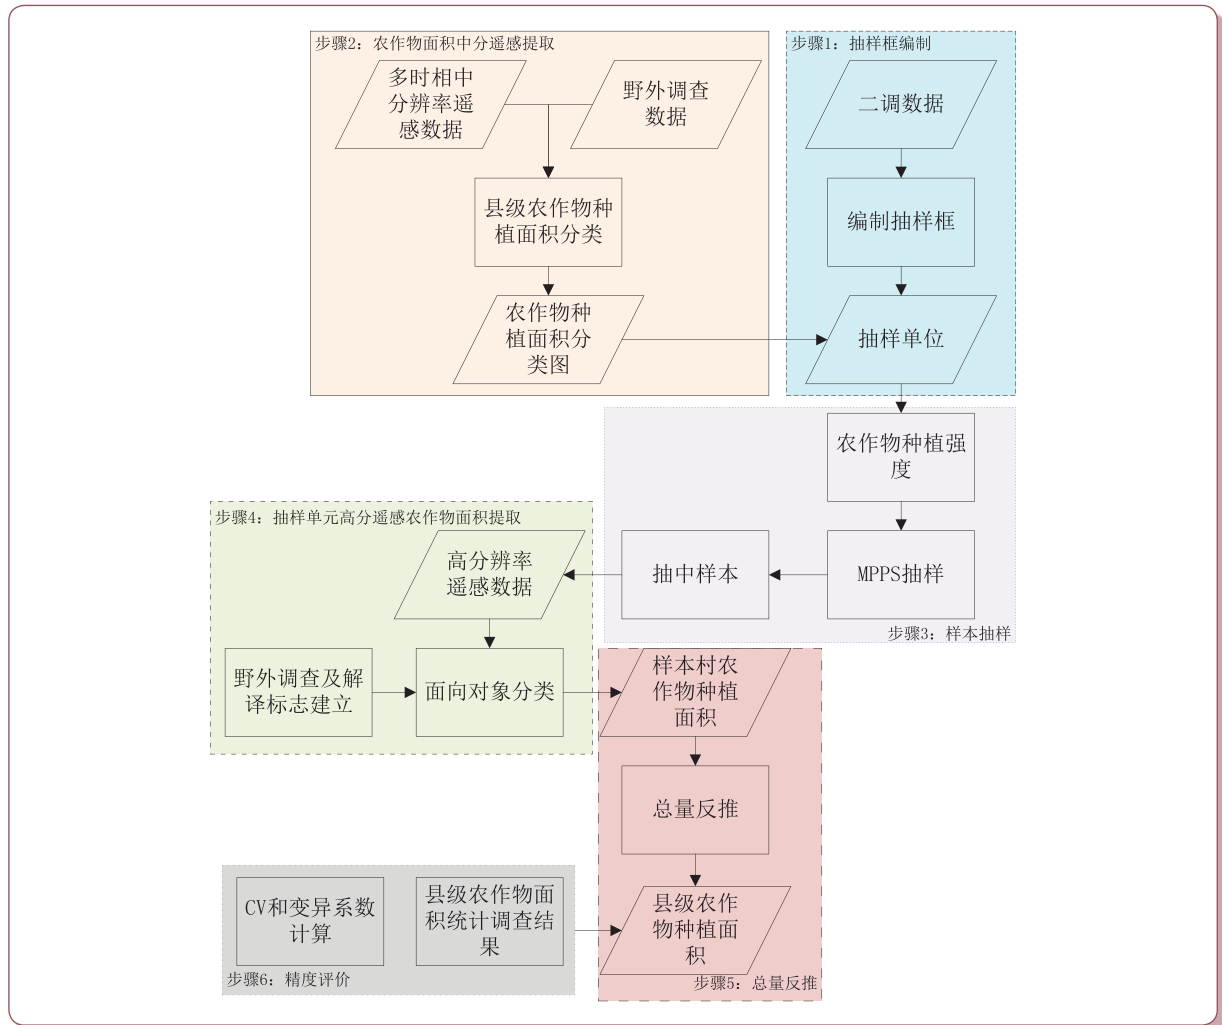 步骤2：农作物面积中分遥感提取
多时相中
分辨率遥
感数据
野外调查
数据
县级农作物种
植面积分类
农作物种
植面积分
类图
步骤1：抽样框编制
二调数据
编制抽样框
抽样单位
农作物种植强
度
MPPS抽样
抽中样本
步骤3：样本抽样
步骤4：抽样单元高分遥感农作物面积提取
高分辨率
遥感数据
野外调查及解
译标志建立
面向对象分类
样本村农
作物种植
面积
总量反推
县级农作
物种植面
积
步骤5：总量反推
CV和变异系数
计算
县级农作物面
积统计调查结
果
步骤6：精度评价